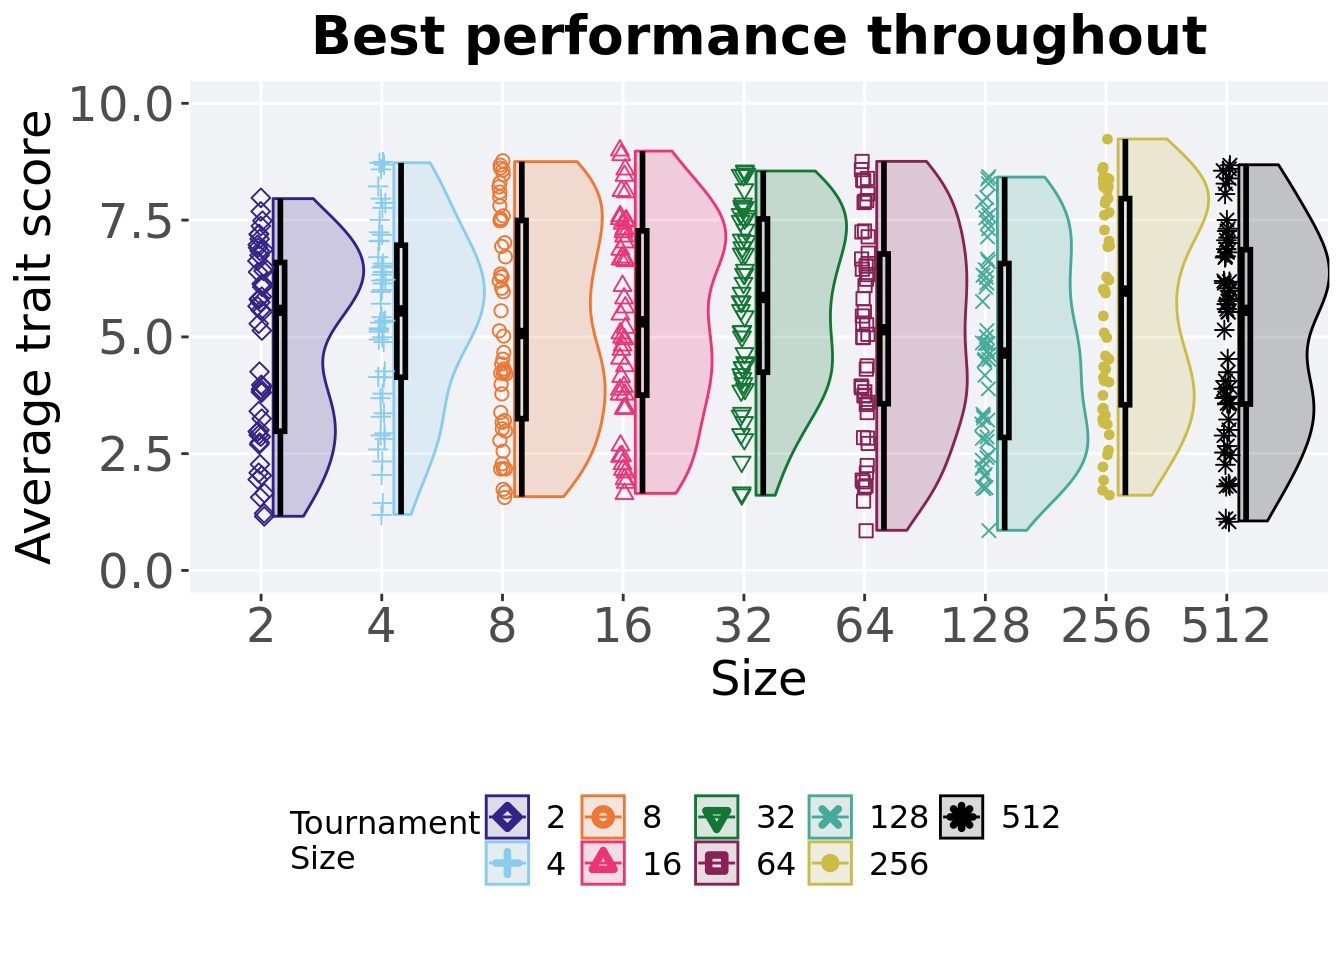 Best performance throughout
Average trait score
10.0
7.5
5.0
2.5
0.0
2 4 8 16 32 64 128 256 512
Size
Tournament
Size
2 8 32 128 512
4 16 64 256